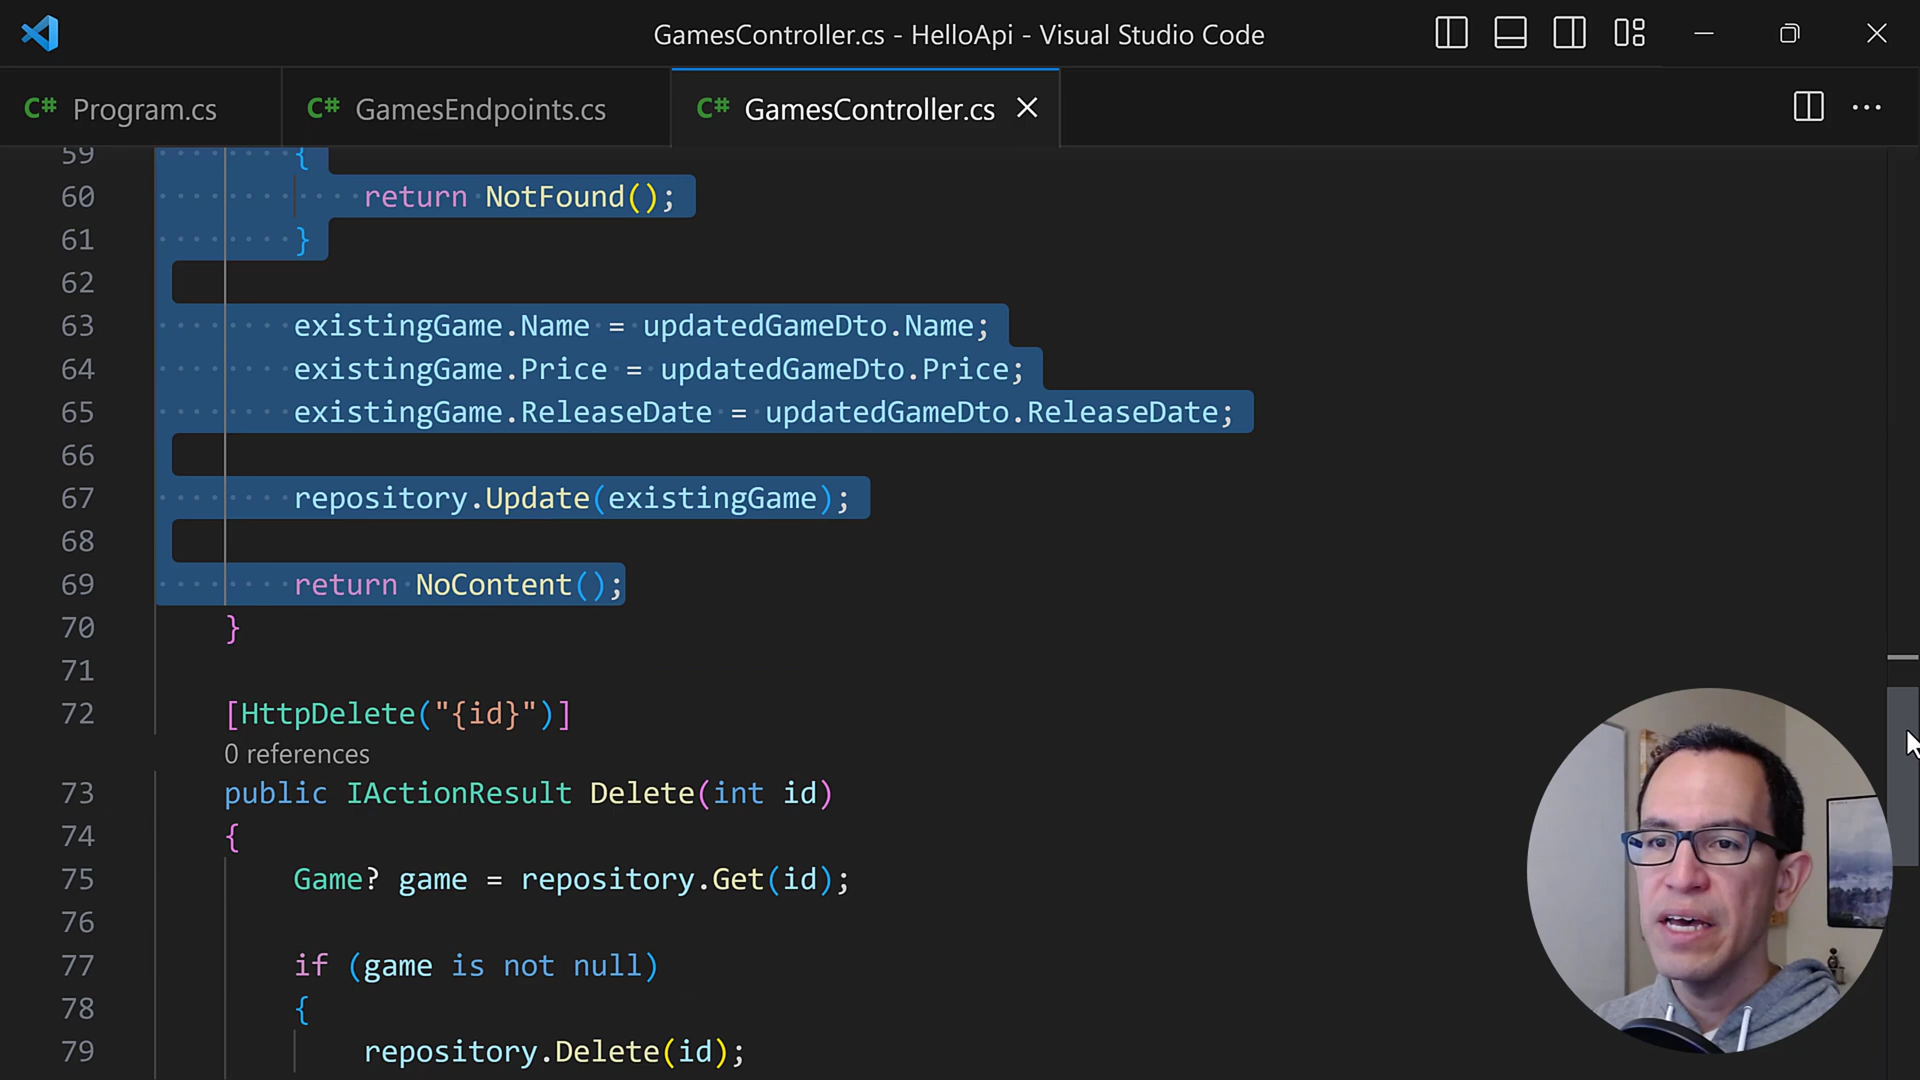 GamesController.cs - HelloApi - Visual Studio Code
C# Program.cs
C# GamesEndpoints.cs
C# GamesController.cs
59 {
60 return NotFound();
61 }
62
63 existingGame.Name = updatedGameDto.Name;
64 existingGame.Price = updatedGameDto.Price;
65 existingGame.ReleaseDate = updatedGameDto.ReleaseDate;
66
67 repository.Update(existingGame);
68
69 return NoContent();
70 }
71
72 [HttpDelete("{id}")]
0 references
73 public IActionResult Delete(int id)
74 {
75 Game? game = repository.Get(id);
76
77 if (game is not null)
78 {
79 repository.Delete(id);